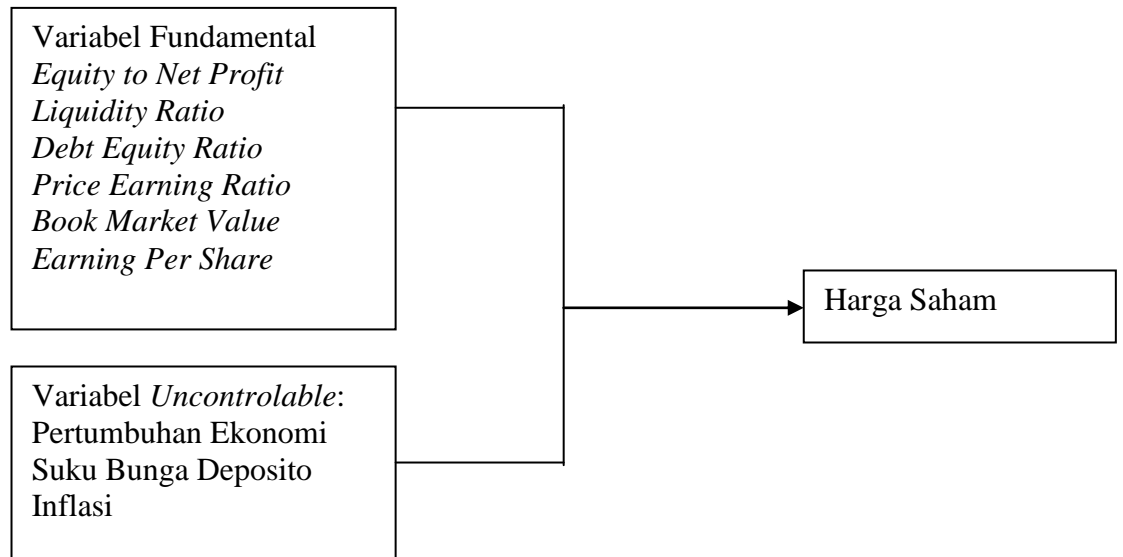 Variabel Fundamental
Equity to Net Profit
Liquidity Ratio
Debt Equity Ratio
Price Earning Ratio
Book Market Value
Earning Per Share
Harga Saham
Variabel Uncontrolable:
Pertumbuhan Ekonomi
Suku Bunga Deposito
Inflasi